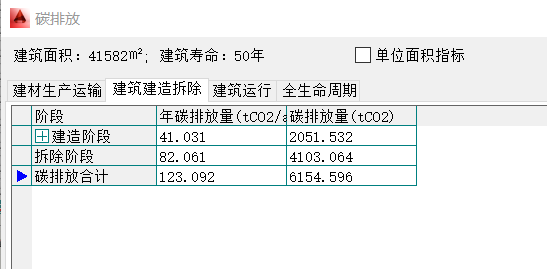 碳排放
建筑面积: 41582m²; 建筑寿命: 50年 单位面积指标
建材生产运输 建筑建造拆除 建筑运行 全生命周期
阶段 年碳排放量(tCO2/a 碳排放量(tCO2)
建造阶段 41.031 2051.532
拆除阶段 82.061 4103.064
碳排放合计 123.092 6154.596